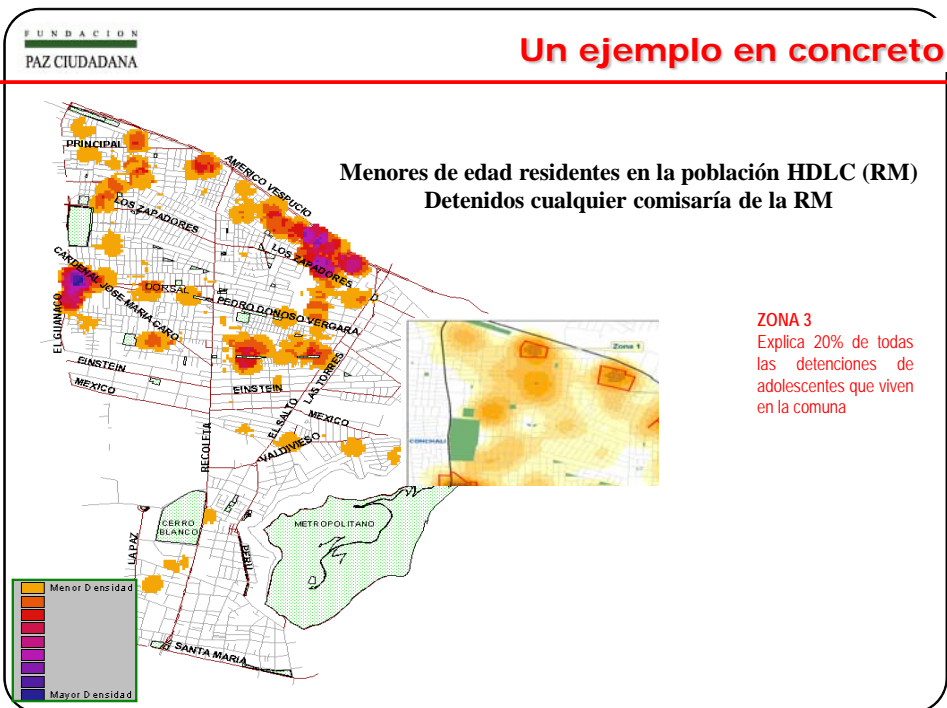 FUNDACION
PAZ CIUDADANA
Un ejemplo en concreto
Menores de edad residentes en la población HDLC (RM)
Detenidos cualquier comisaría de la RM
PRINCIPAL
AMERICO VESPUCIO
LOS ZAPADORES
LOS ZAPADORES
CARDENAL JOSE MARIA CARO
DORSAL
PEDRO DONOSO VERGARA
EL GUANACO
EINSTEIN
MEXICO
EINSTEIN
LAS TORRES
EL SALTO
MEXICO
RECOLETA
VALDIVIESO
Zona 1
CONCHALI
ZONA 3
Explica 20% de todas
las detenciones de
adolescentes que viven
en la comuna
CERRO
BLANCO
METROPOLITANO
LA PAZ
PERU
SANTA MARIA
Menor Densidad
Mayor Densidad